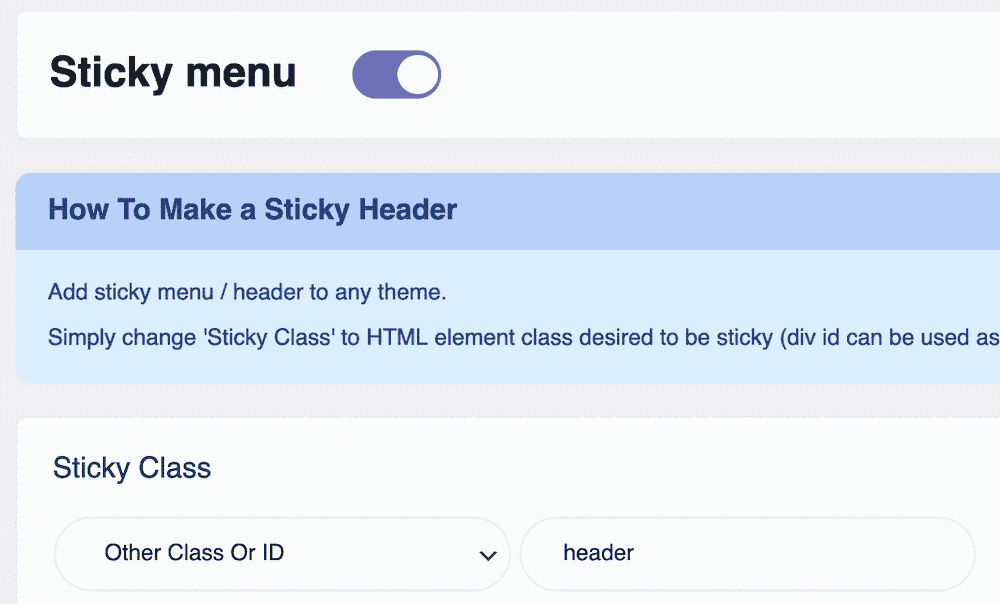 Sticky menu
How To Make a Sticky Header
Add sticky menu / header to any theme.
Simply change 'Sticky Class' to HTML element class desired to be sticky (div id can be used as
Sticky Class
Other Class Or ID
header